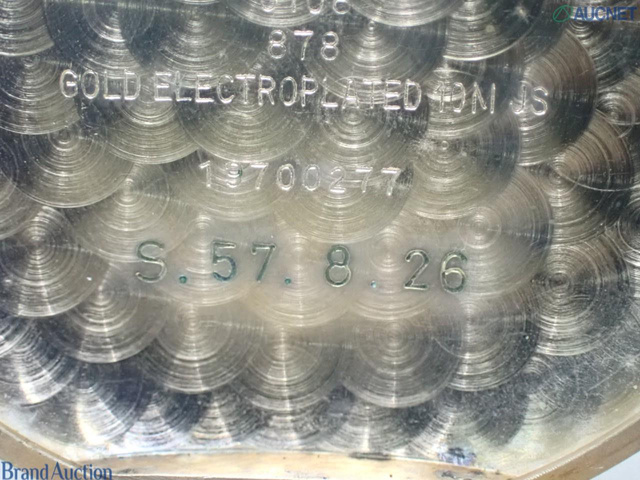 AUCNET
878
GOLD ELECTROPLATED 10M JS
19700277
S.57.8.26
Brand Auction